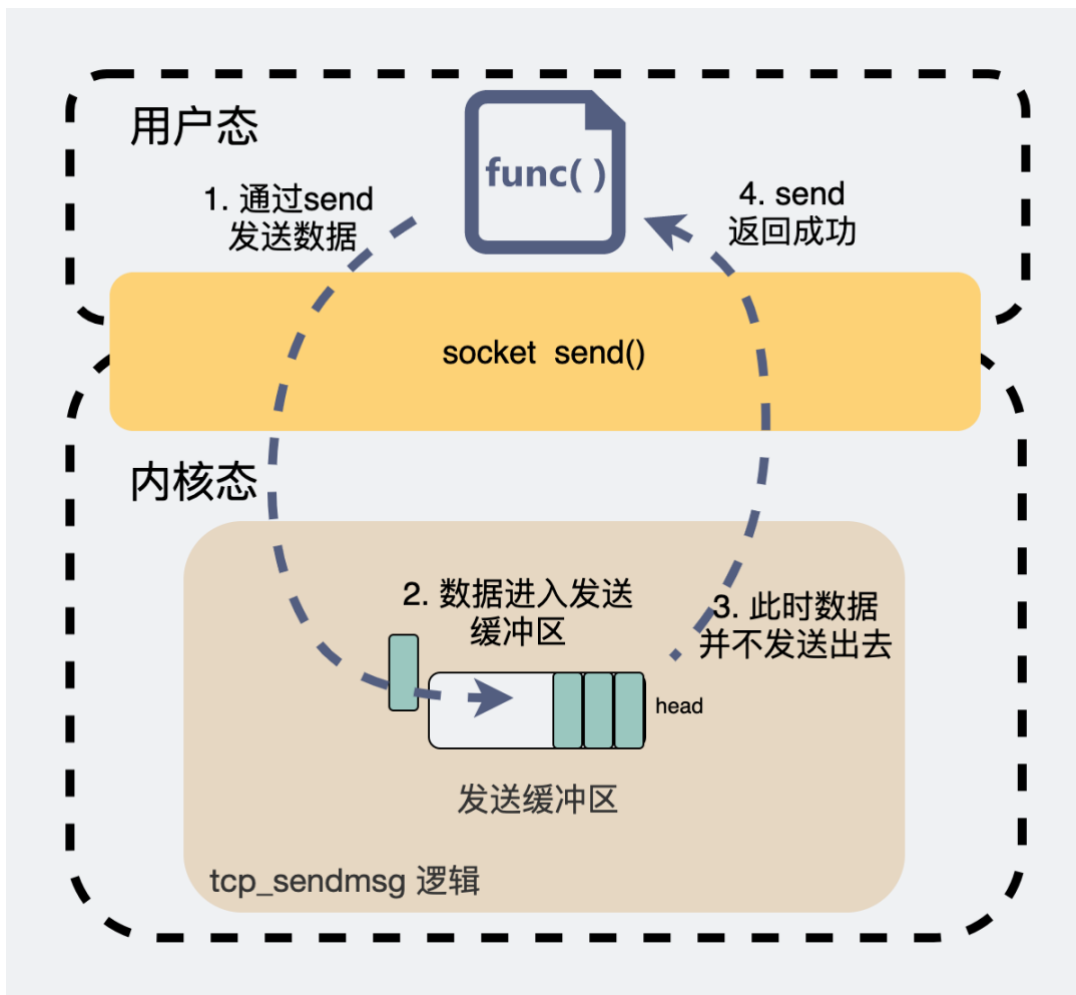 用户态
func( )
1. 通过send
发送数据
4. send
返回成功
socket  send()
内核态
2. 数据进入发送
缓冲区
3. 此时数据
并不发送出去
head
发送缓冲区
tcp_sendmsg 逻辑